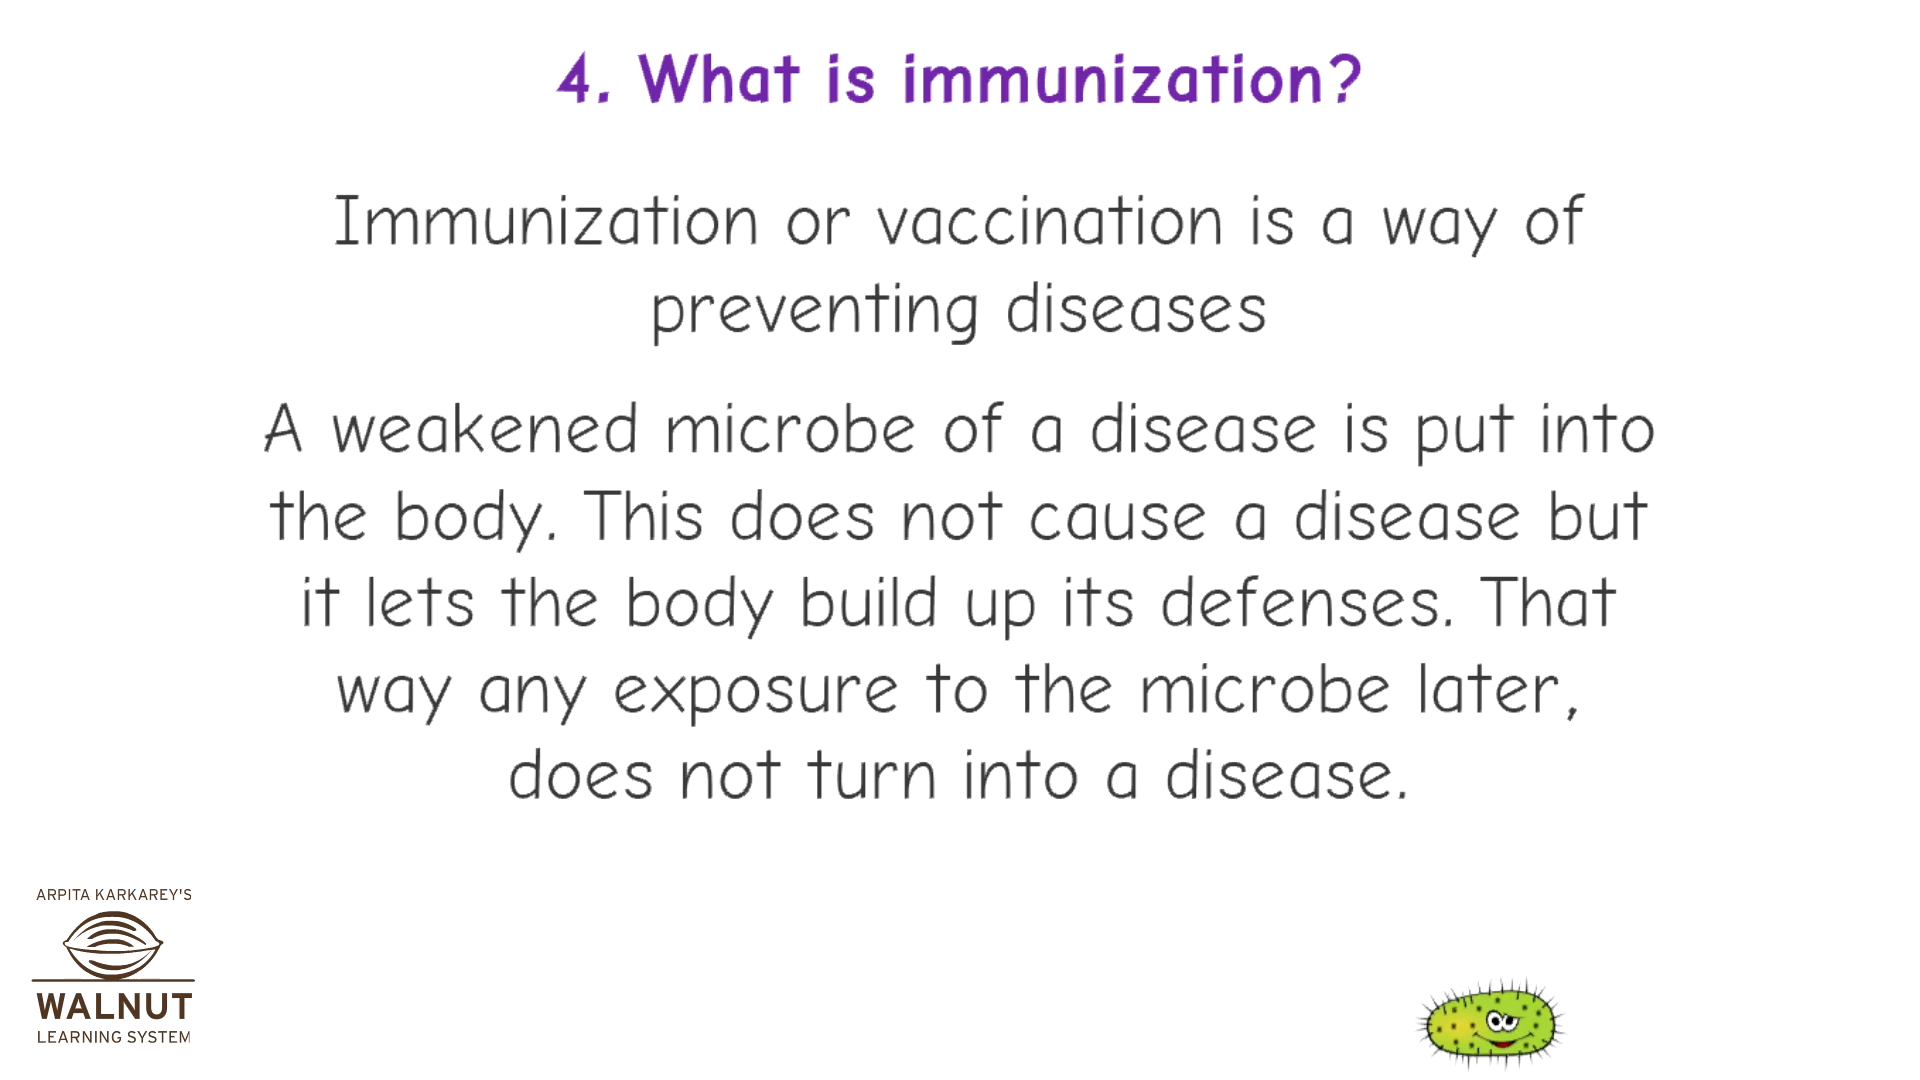 4. What is immunization?
Immunization or vaccination is a way of
preventing diseases
A weakened microbe of a disease is put into
the body. This does not cause a disease but
it lets the body build up its defenses. That
way any exposure to the microbe later,
does not turn into a disease.
ARPITA KARKAREY'S
WALNUT
LEARNING SYSTEM